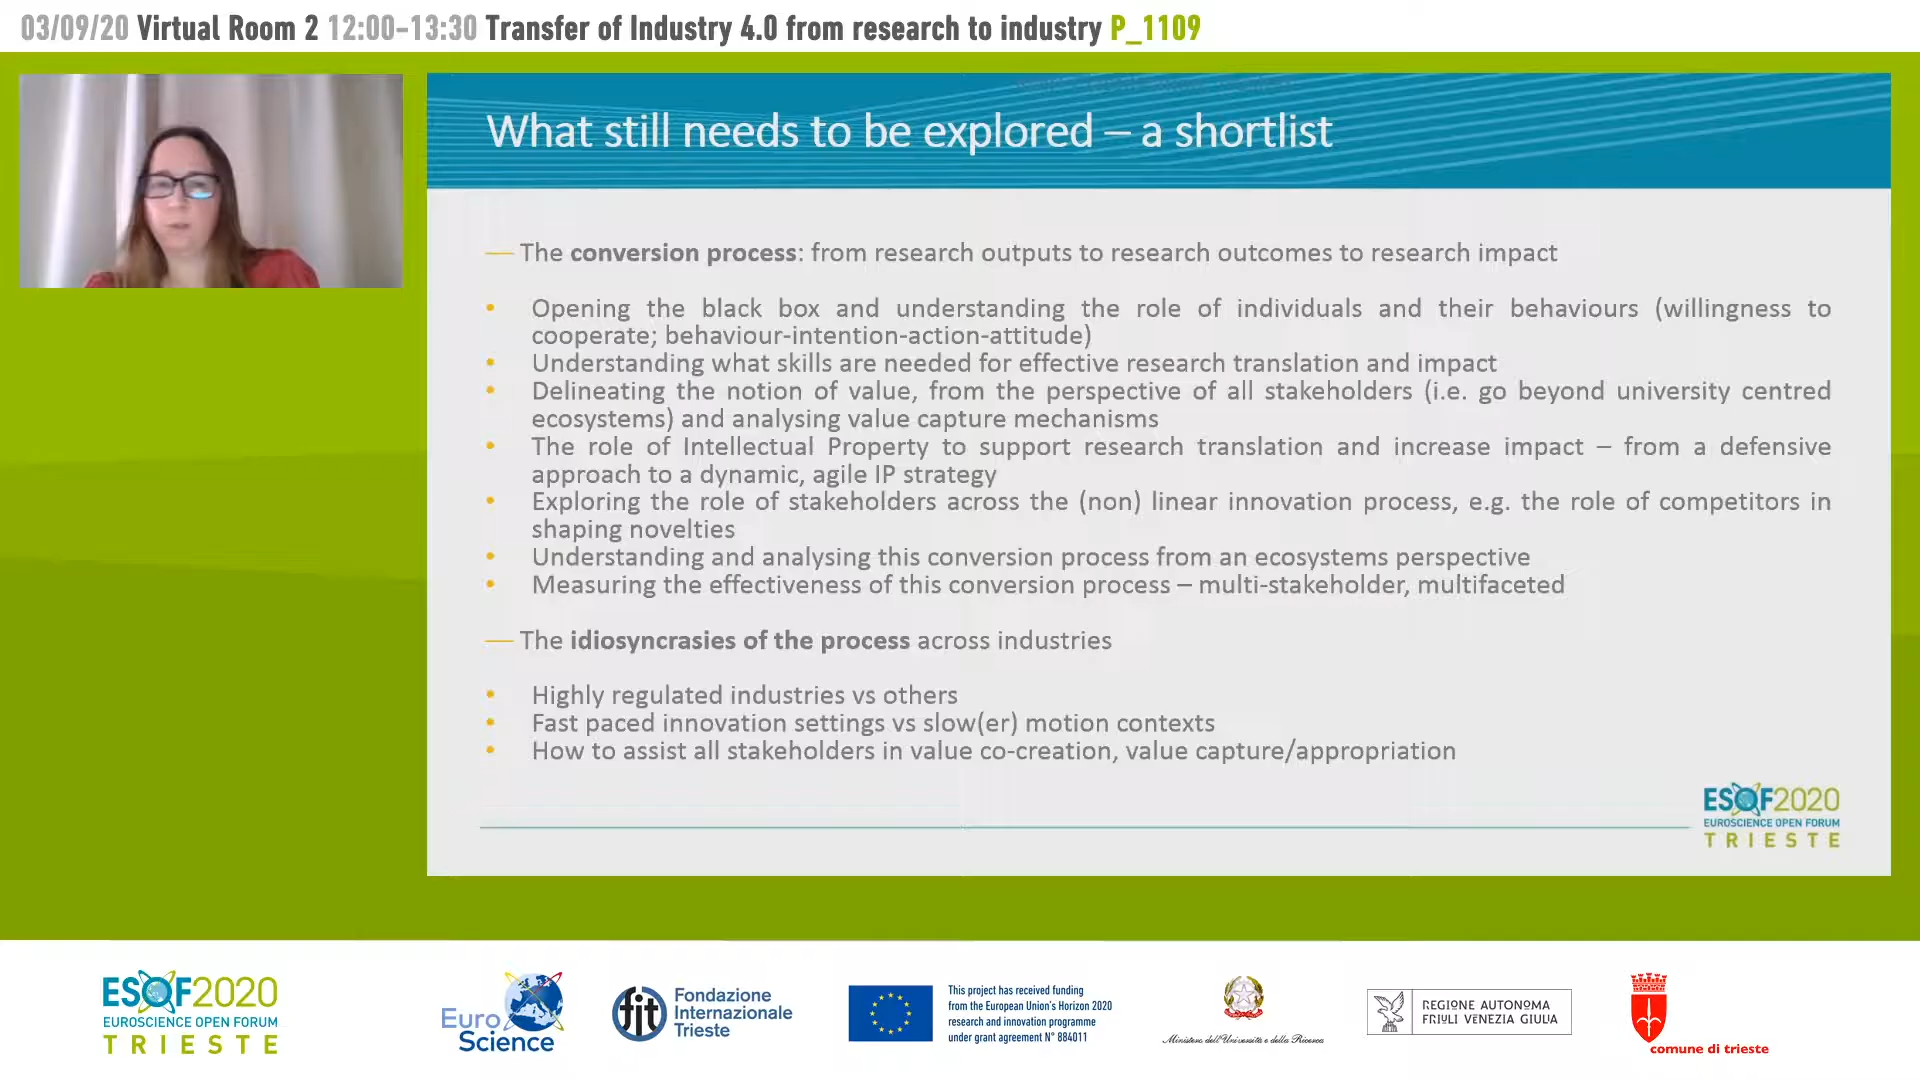 03/09/20 Virtual Room 2 12:00-13:30 Transfer of Industry 4.0 from research to industry P_1109
What still needs to be explored – a shortlist
— The conversion process: from research outputs to research outcomes to research impact
• Opening the black box and understanding the role of individuals and their behaviours (willingness to
cooperate; behaviour-intention-action-attitude)
• Understanding what skills are needed for effective research translation and impact
• Delineating the notion of value, from the perspective of all stakeholders (i.e. go beyond university centred
ecosystems) and analysing value capture mechanisms
• The role of Intellectual Property to support research translation and increase impact – from a defensive
approach to a dynamic, agile IP strategy
• Exploring the role of stakeholders across the (non) linear innovation process, e.g. the role of competitors in
shaping novelties
• Understanding and analysing this conversion process from an ecosystems perspective
• Measuring the effectiveness of this conversion process – multi-stakeholder, multifaceted
— The idiosyncrasies of the process across industries
• Highly regulated industries vs others
• Fast paced innovation settings vs slow(er) motion contexts
• How to assist all stakeholders in value co-creation, value capture/appropriation
ESOF2020
EUROSCIENCE OPEN FORUM
TRIESTE
ESOF2020
EUROSCIENCE OPEN FORUM
TRIESTE
Euro
Science
fit
Fondazione
Internazionale
Trieste
This project has received funding
from the European Union's Horizon 2020
research and innovation programme
under grant agreement N° 884011
Ministero dell'Università e della Ricerca
REGIONE AUTONOMA
FRIULI VENEZIA GIULIA
comune di trieste